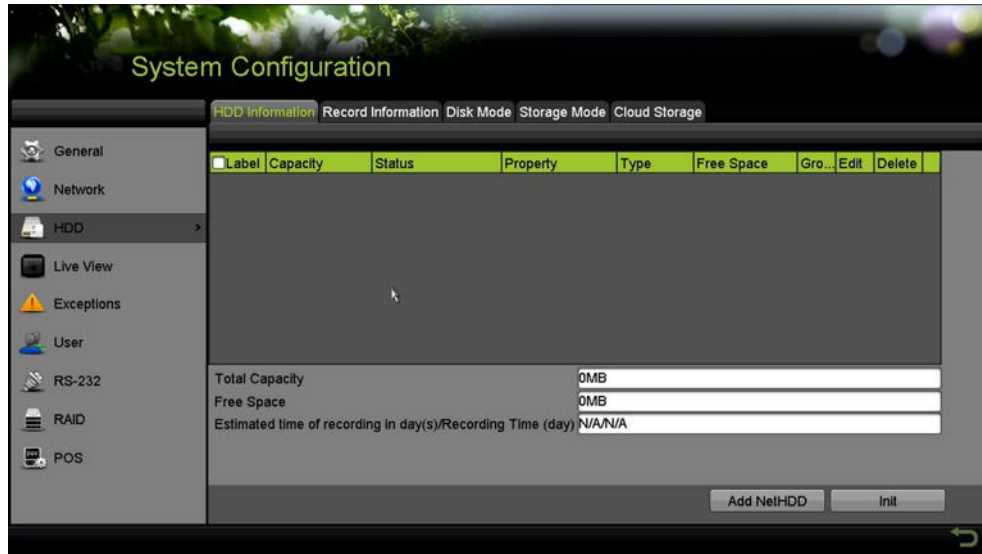 System Configuration
HDD Information Record Information Disk Mode Storage Mode Cloud Storage
General
Network
HDD
Live View
Exceptions
User
RS-232
RAID
POS
Label Capacity Status Property Type Free Space Gro... Edit Delete
Total Capacity 0MB
Free Space 0MB
Estimated time of recording in day(s)/Recording Time (day) N/A/N/A
Add NetHDD Init